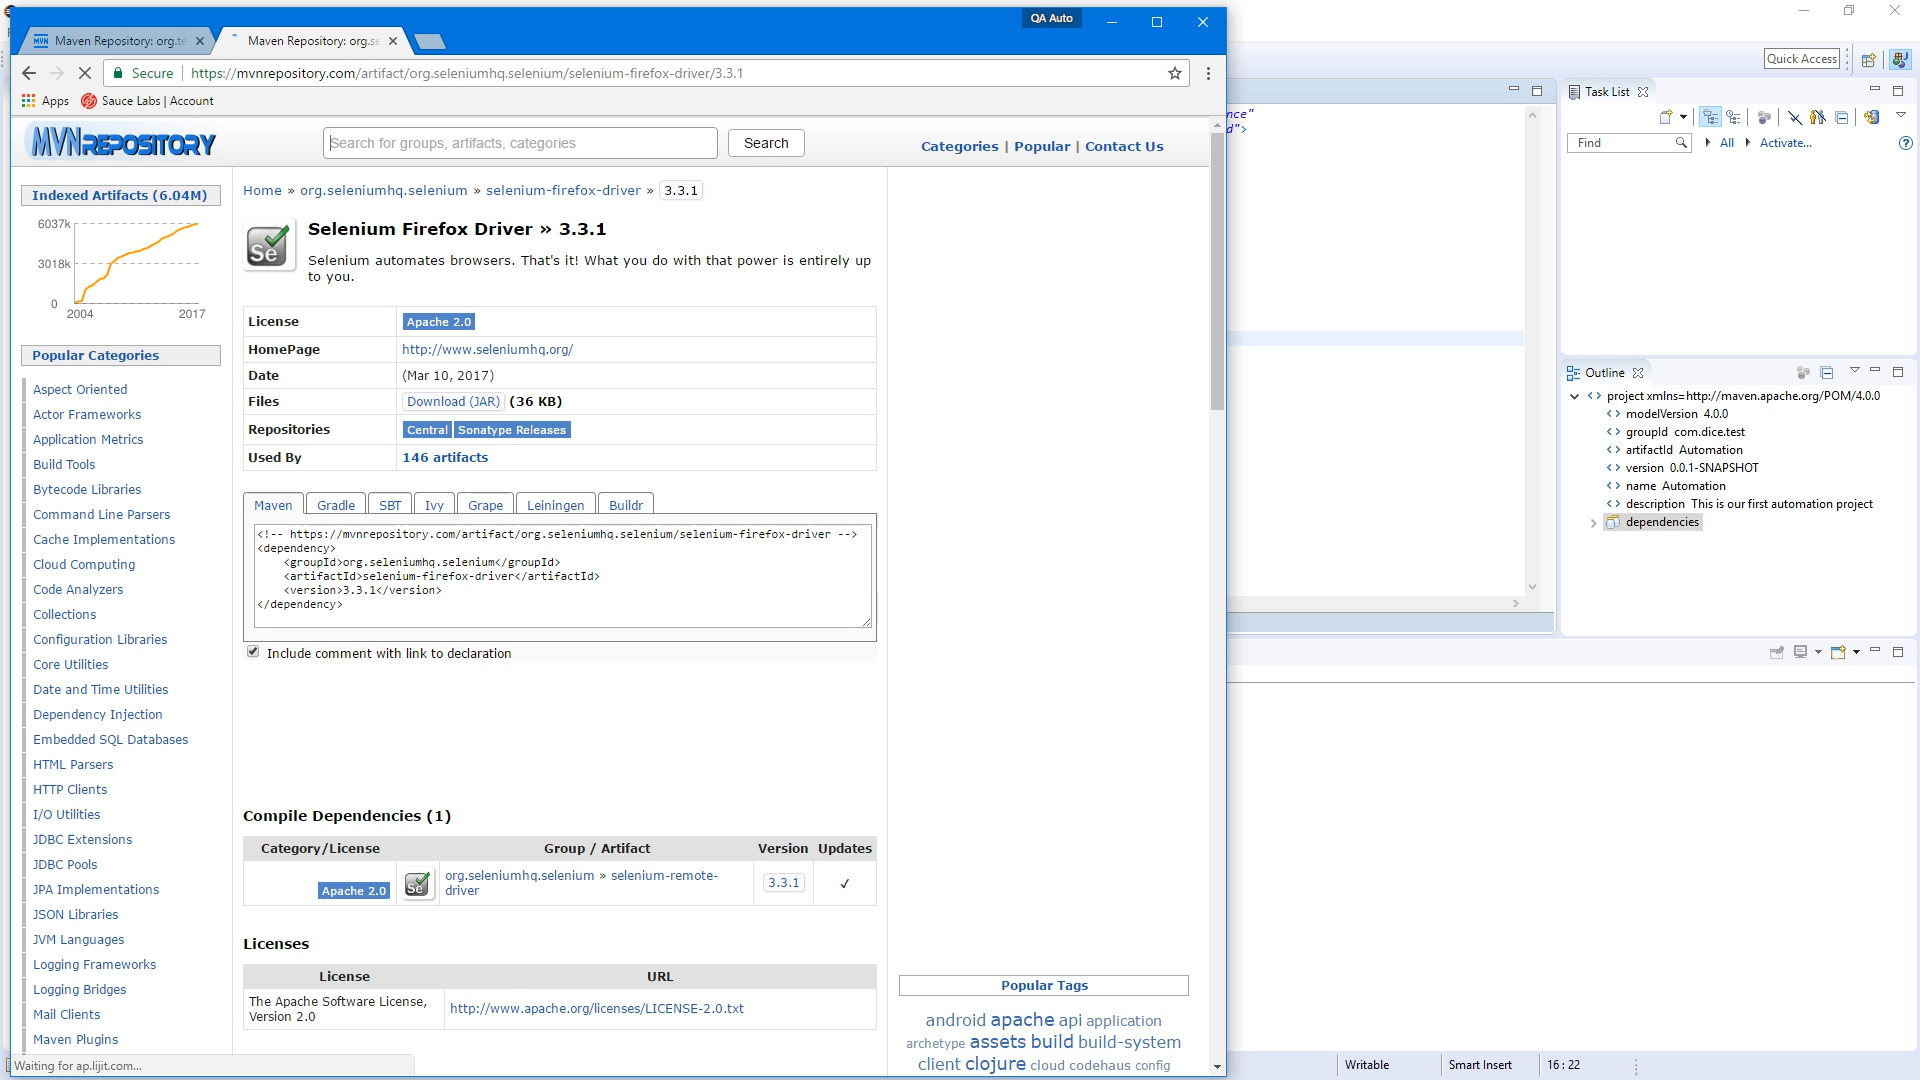 QA Auto
Maven Repository: org.te
Maven Repository: org.se
Secure
https://mvnrepository.com/artifact/org.seleniumhq.selenium/selenium-firefox-driver/3.3.1
Apps
Sauce Labs | Account
MVNREPOSITORY
Search for groups, artifacts, categories
Search
Categories | Popular | Contact Us
Indexed Artifacts (6.04M)
6037k
3018k
0
2004
2017
Popular Categories
Aspect Oriented
Actor Frameworks
Application Metrics
Build Tools
Bytecode Libraries
Command Line Parsers
Cache Implementations
Cloud Computing
Code Analyzers
Collections
Configuration Libraries
Core Utilities
Date and Time Utilities
Dependency Injection
Embedded SQL Databases
HTML Parsers
HTTP Clients
I/O Utilities
JDBC Extensions
JDBC Pools
JPA Implementations
JSON Libraries
JVM Languages
Logging Frameworks
Logging Bridges
Mail Clients
Maven Plugins
Waiting for ap.lijit.com...
Home » org.seleniumhq.selenium » selenium-firefox-driver » 3.3.1
Se
Selenium Firefox Driver » 3.3.1
Selenium automates browsers. That's it! What you do with that power is entirely up
to you.
License
Apache 2.0
HomePage
http://www.seleniumhq.org/
Date
(Mar 10, 2017)
Files
Download (JAR) (36 KB)
Repositories
Central Sonatype Releases
Used By
146 artifacts
Maven
Gradle
SBT
Ivy
Grape
Leiningen
Buildr
<!-- https://mvnrepository.com/artifact/org.seleniumhq.selenium/selenium-firefox-driver -->
<dependency>
<groupId>org.seleniumhq.selenium</groupId>
<artifactId>selenium-firefox-driver</artifactId>
<version>3.3.1</version>
</dependency>
Include comment with link to declaration
Compile Dependencies (1)
Category/License
Group / Artifact
Version
Updates
Apache 2.0
Se
org.seleniumhq.selenium » selenium-remote-
driver
3.3.1
✓
Licenses
License
URL
The Apache Software License,
Version 2.0
http://www.apache.org/licenses/LICENSE-2.0.txt
Popular Tags
android apache api application
archetype assets build build-system
client clojure cloud codehaus config
nce"
d">
Quick Access
Task List
Find
All
Activate...
Outline
project xmlns=http://maven.apache.org/POM/4.0.0
modelVersion 4.0.0
groupId com.dice.test
artifactId Automation
version 0.0.1-SNAPSHOT
name Automation
description This is our first automation project
dependencies
Writable
Smart Insert
16 : 22